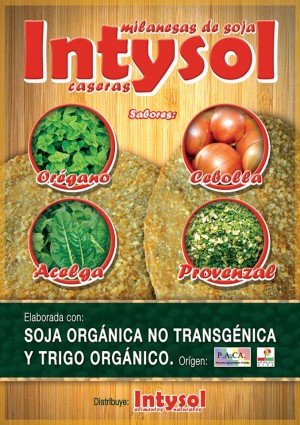 milanesas de soja
Intysol
caseras
Sabores:
Orégano
Cebolla
Acelga
Provenzal
Elaborada con:
SOJA ORGÁNICA NO TRANSGÉNICA
Y TRIGO ORGÁNICO. Orígen: P.A.CA.
Distribuye: Intysol
alimentos naturales